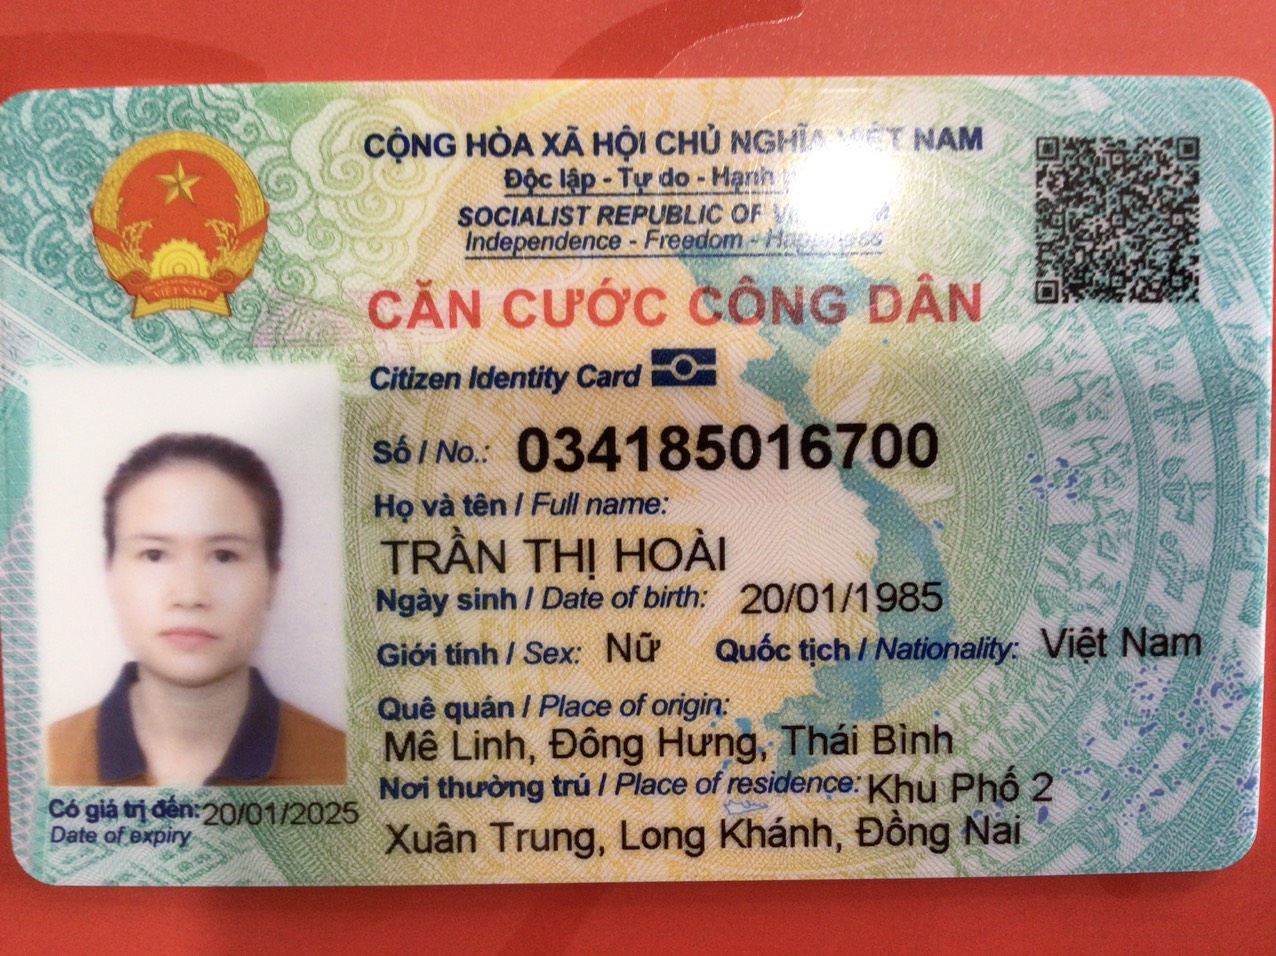 CỘNG HÒA XÃ HỘI CHỦ NGHĨA VIỆT NAM
Độc lập - Tự do - Hạnh
SOCIALIST REPUBLIC OF VIETNAM
Independence - Freedom - Happiness
CĂN CƯỚC CÔNG DÂN
Citizen Identity Card
Số / No.: 034185016700
Họ và tên / Full name:
TRẦN THỊ HOÀI
Ngày sinh / Date of birth: 20/01/1985
Giới tính / Sex: Nữ Quốc tịch / Nationality: Việt Nam
Quê quán / Place of origin:
Mê Linh, Đông Hưng, Thái Bình
Nơi thường trú / Place of residence: Khu Phố 2
Xuân Trung, Long Khánh, Đồng Nai
Có giá trị đến: 20/01/2025
Date of expiry
VIỆT NAM